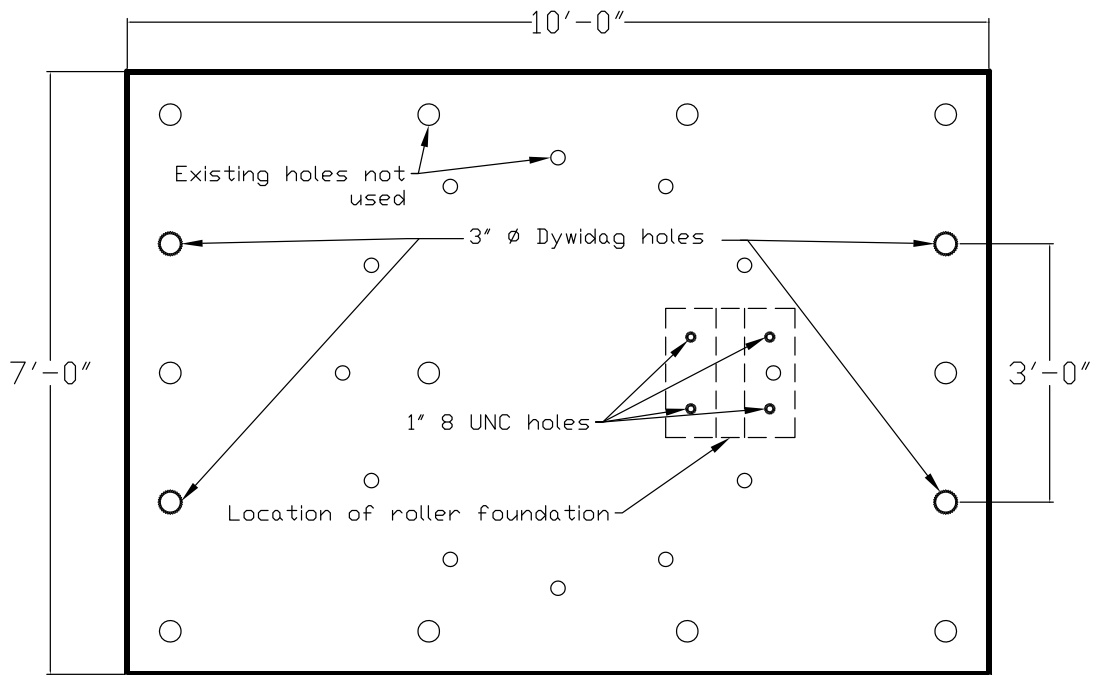 10'-0"
Existing holes not
used
3" Ø Dywidag holes
7'-0"
3'-0"
1" 8 UNC holes
Location of roller foundation